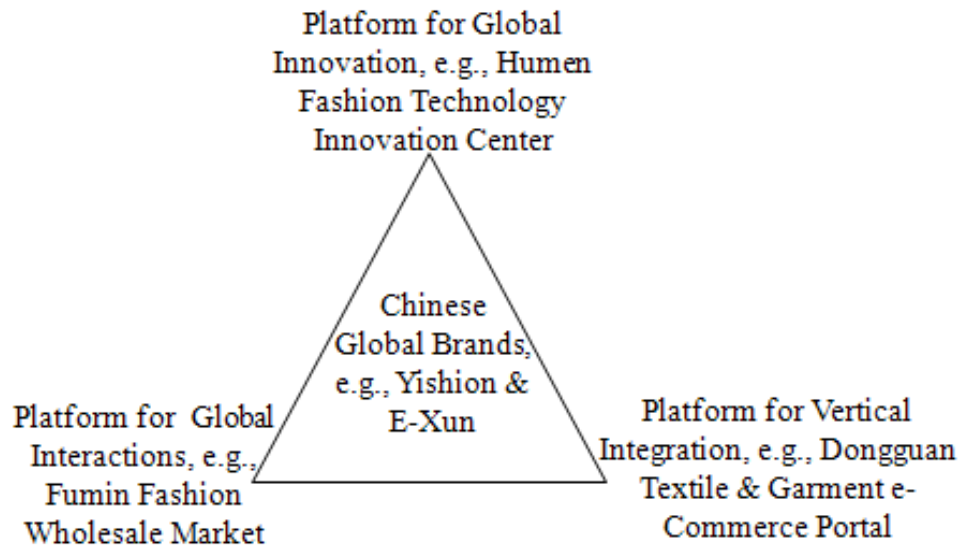 Platform for Global
Innovation, e.g., Humen
Fashion Technology
Innovation Center
Chinese
Global Brands,
e.g., Yishion &
E-Xun
Platform for Global
Interactions, e.g.,
Fumin Fashion
Wholesale Market
Platform for Vertical
Integration, e.g., Dongguan
Textile & Garment e-
Commerce Portal